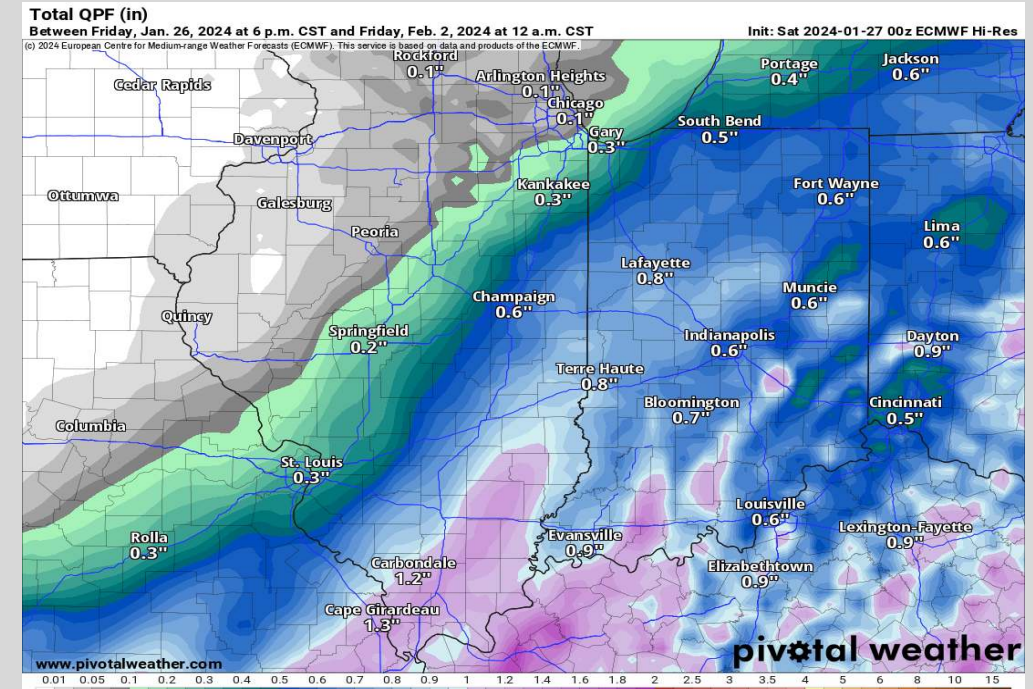 Total QPF (in)
Between Friday, Jan. 26, 2024 at 6 p.m. CST and Friday, Feb. 2, 2024 at 12 a.m. CST Init: Sat 2024-01-27 00z ECMWF Hi-Res
(c) 2024 European Centre for Medium-range Weather Forecasts (ECMWF). This service is based on data and products of the ECMWF.
Rockford
0.1"
Arlington Heights
0.1"
Portage
0.4"
Jackson
0.6"
Cedar Rapids
Chicago
0.1"
Davenport
Gary
0.3"
South Bend
0.5"
Ottumwa
Galesburg
Kankakee
0.3"
Fort Wayne
0.6"
Peoria
Lima
0.6"
Lafayette
0.8"
Champaign
0.6"
Muncie
0.6"
Quincy
Springfield
0.2"
Indianapolis
0.6"
Dayton
0.9"
Terre Haute
0.8"
Bloomington
0.7"
Cincinnati
0.5"
Columbia
St. Louis
0.3"
Louisville
0.6"
Lexington-Fayette
0.9"
Rolla
0.3"
Evansville
0.9"
Carbondale
1.2"
Elizabethtown
0.9"
Cape Girardeau
1.3"
www.pivotalweather.com
pivotal weather
0.01 0.05 0.1 0.2 0.3 0.4 0.5 0.6 0.7 0.8 0.9 1 1.2 1.4 1.6 1.8 2 2.5 3 3.5 4 5 6 8 10 15